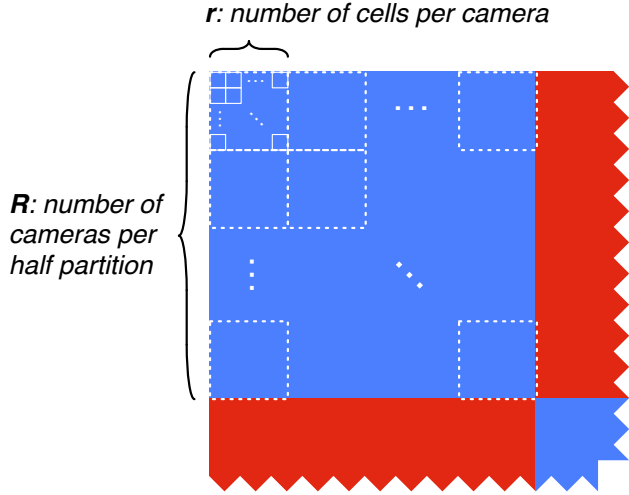 r: number of cells per camera
R: number of
cameras per
half partition